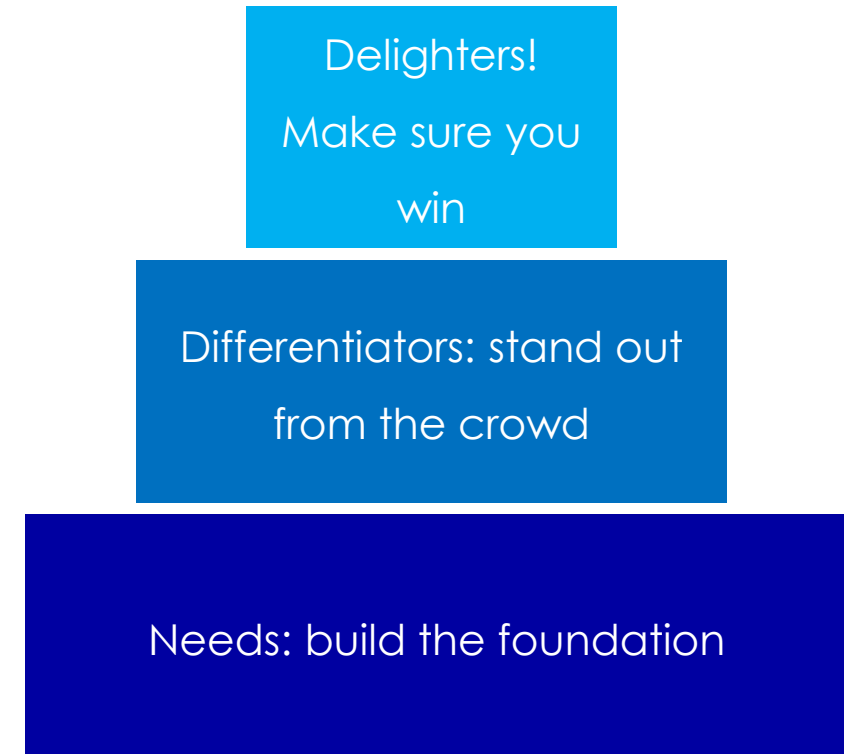 Delighters!
Make sure you
win
Differentiators: stand out
from the crowd
Needs: build the foundation